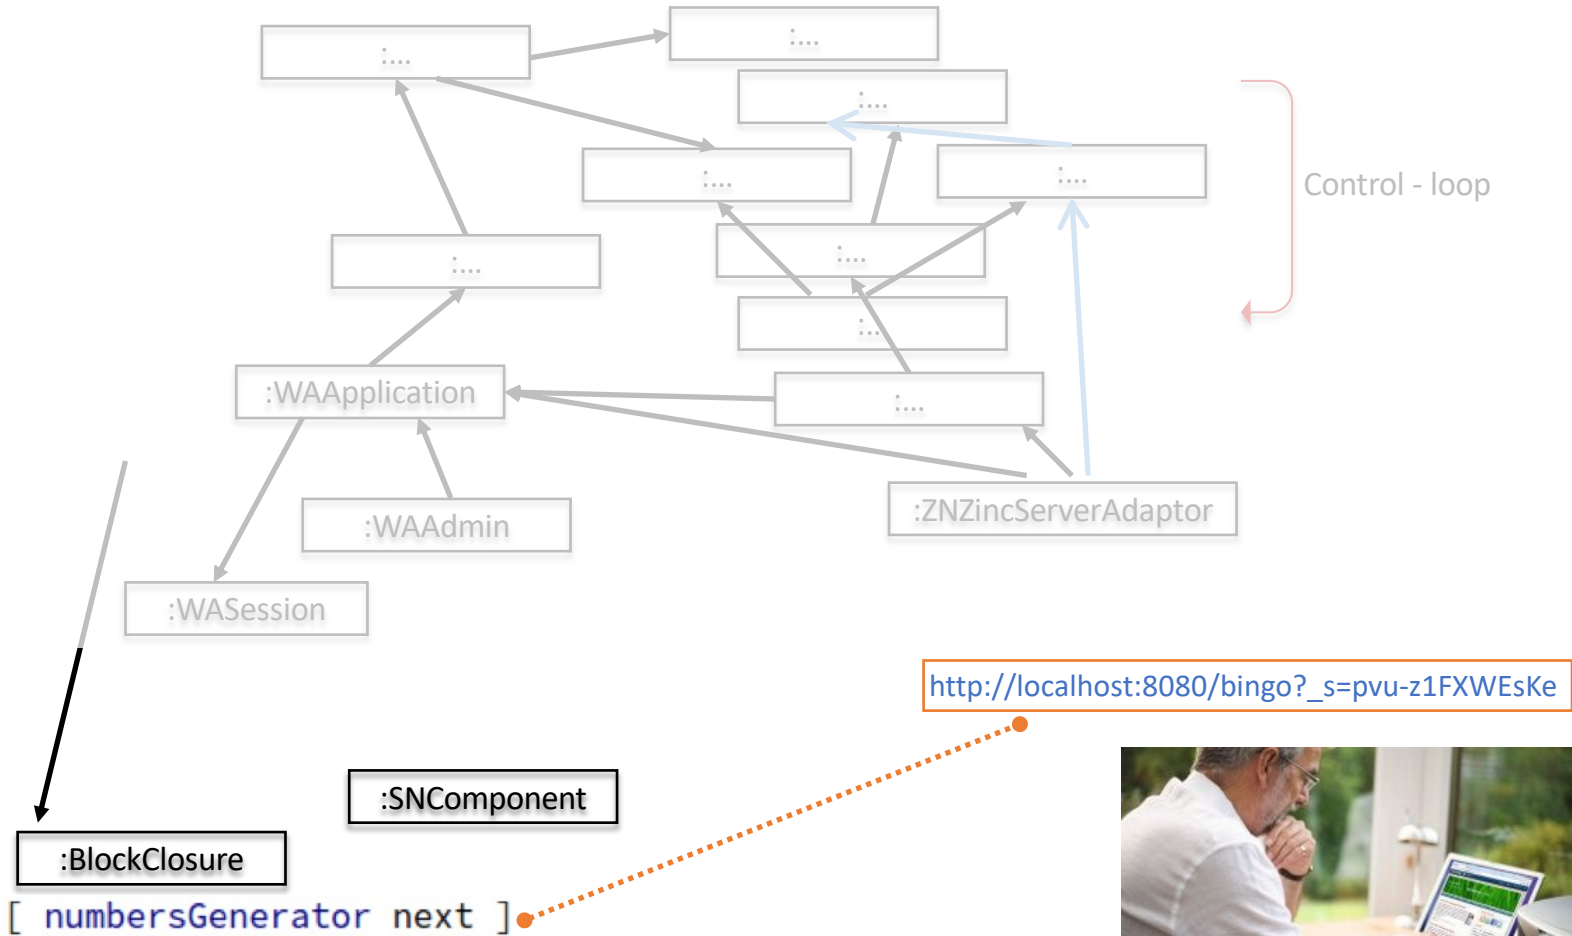 :....
:....
:....
:....
:....
Control - loop
:....
:....
:...
:WAApplication
:....
:ZNZincServerAdaptor
:WAAdmin
:WASession
http://localhost:8080/bingo?_s=pvu-z1FXWEsKe
:SNComponent
:BlockClosure
[ numbersGenerator next ]